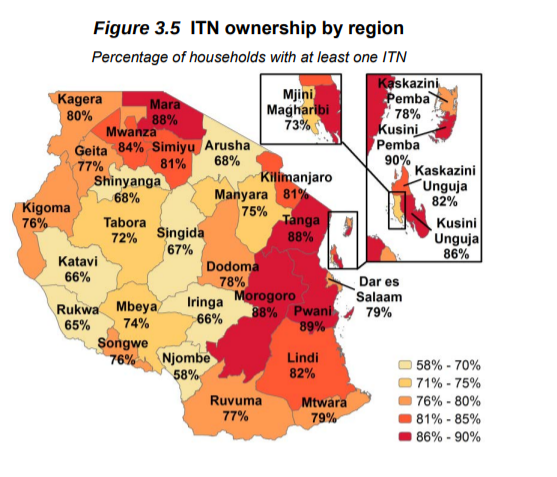 Figure 3.5 ITN ownership by region
Percentage of households with at least one ITN
Kagera
80%
Mara
88%
Mwanza
84%
Geita
77%
Simiyu
81%
Arusha
68%
Mjini
Magharibi
73%
Kaskazini
Pemba
78%
Kusini
Pemba
90%
Kaskazini
Unguja
82%
Kusini
Unguja
86%
Shinyanga
68%
Kilimanjaro
81%
Manyara
75%
Kigoma
76%
Tabora
72%
Singida
67%
Tanga
88%
Katavi
66%
Dodoma
78%
Morogoro
88%
Dar es
Salaam
79%
Rukwa
65%
Mbeya
74%
Iringa
66%
Pwani
89%
Songwe
76%
Njombe
58%
Lindi
82%
Ruvuma
77%
Mtwara
79%
58% - 70%
71% - 75%
76% - 80%
81% - 85%
86% - 90%